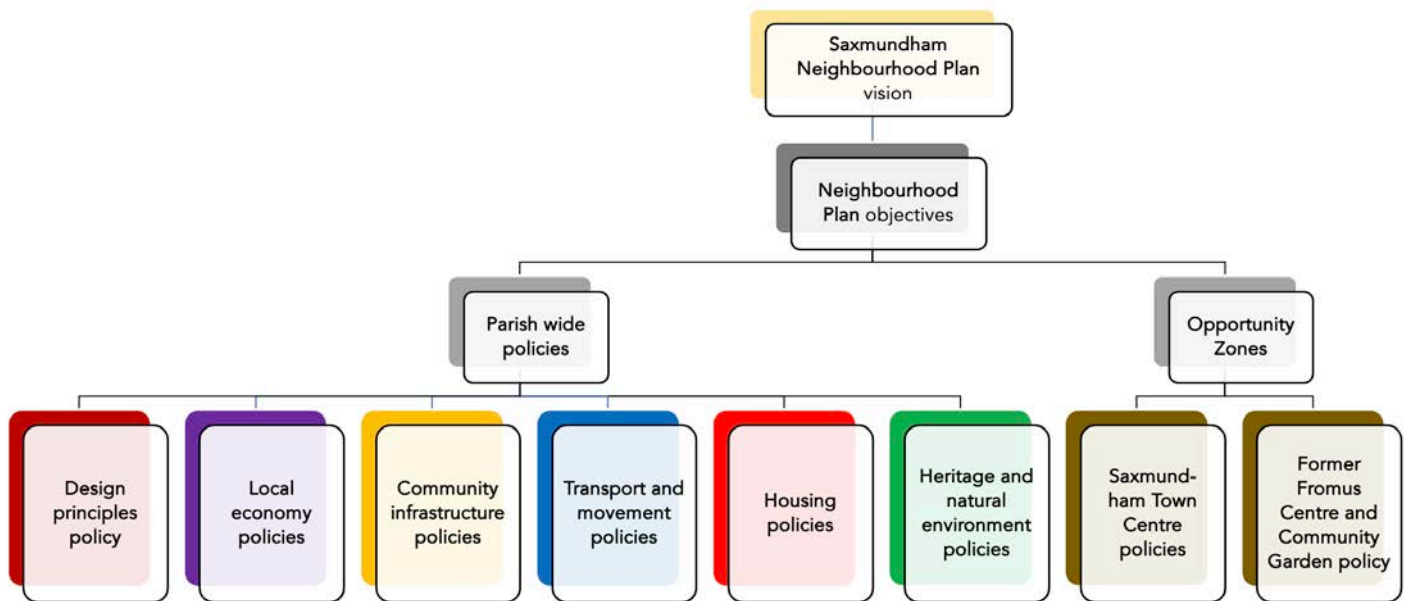 Saxmundham
Neighbourhood Plan
vision
Neighbourhood
Plan objectives
Parish wide
policies
Opportunity
Zones
Design
principles
policy
Local
economy
policies
Community
infrastructure
policies
Transport and
movement
policies
Housing
policies
Heritage and
natural
environment
policies
Saxmund-
ham Town
Centre
policies
Former
Fromus
Centre and
Community
Garden policy